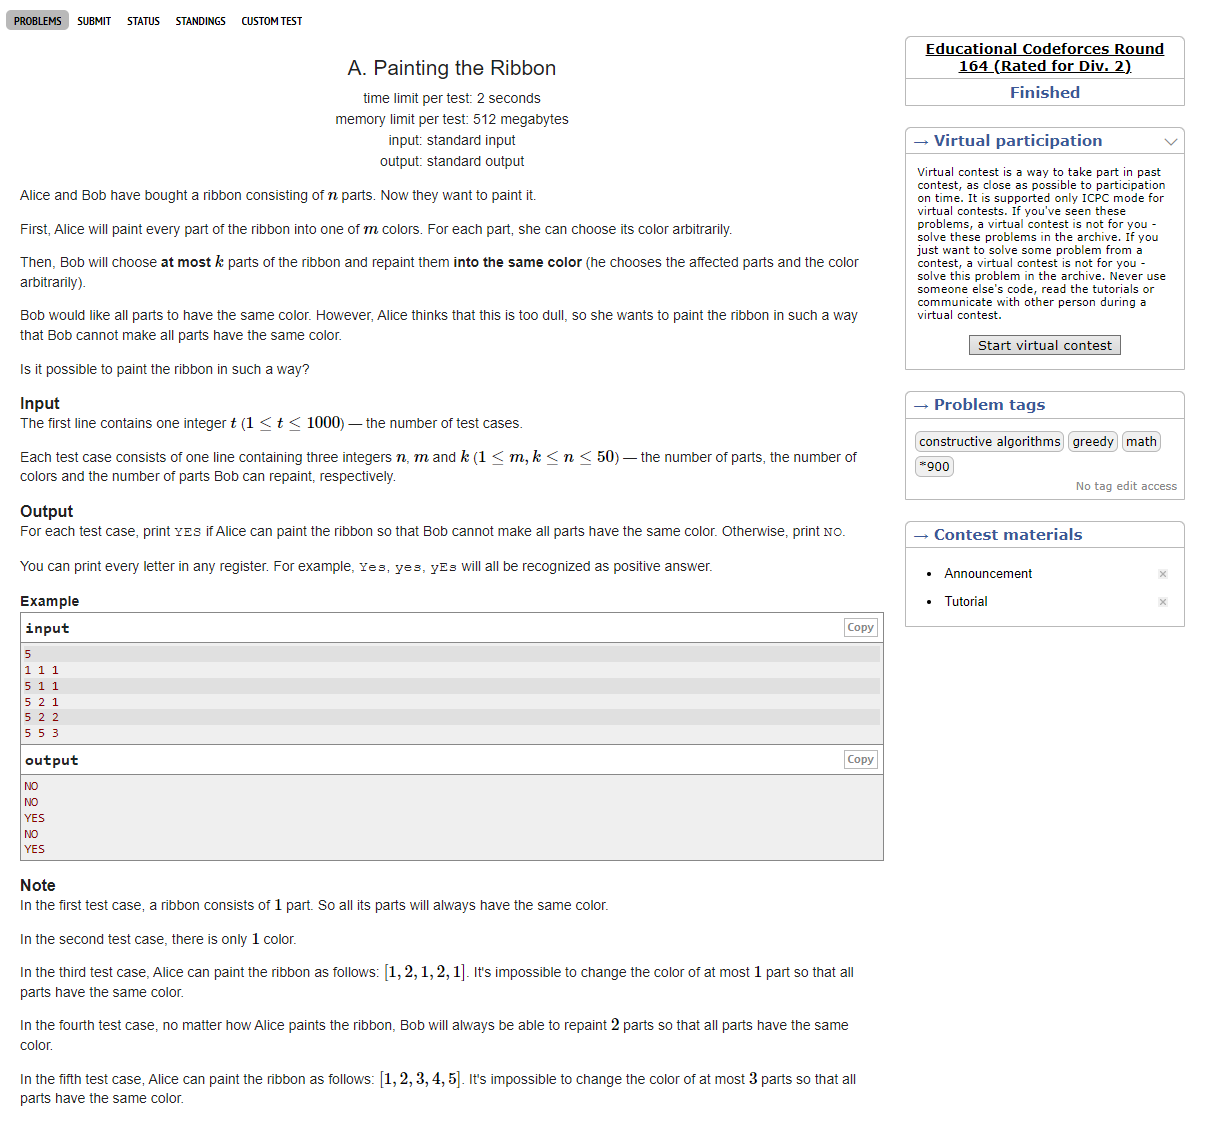 PROBLEMS SUBMIT STATUS STANDINGS CUSTOM TEST
A. Painting the Ribbon
time limit per test: 2 seconds
memory limit per test: 512 megabytes
input: standard input
output: standard output
Alice and Bob have bought a ribbon consisting of n parts. Now they want to paint it.
First, Alice will paint every part of the ribbon into one of m colors. For each part, she can choose its color arbitrarily.
Then, Bob will choose at most k parts of the ribbon and repaint them into the same color (he chooses the affected parts and the color
arbitrarily).
Bob would like all parts to have the same color. However, Alice thinks that this is too dull, so she wants to paint the ribbon in such a way
that Bob cannot make all parts have the same color.
Is it possible to paint the ribbon in such a way?
Input
The first line contains one integer t (1 ≤ t ≤ 1000) — the number of test cases.
Each test case consists of one line containing three integers n, m and k (1 ≤ m, k ≤ n ≤ 50) — the number of parts, the number of
colors and the number of parts Bob can repaint, respectively.
Output
For each test case, print YES if Alice can paint the ribbon so that Bob cannot make all parts have the same color. Otherwise, print NO.
You can print every letter in any register. For example, Yes, yes, yEs will all be recognized as positive answer.
Example
input
Copy
5
1 1 1
5 1 1
5 2 1
5 2 2
5 5 3
output
Copy
NO
NO
YES
NO
YES
Note
In the first test case, a ribbon consists of 1 part. So all its parts will always have the same color.
In the second test case, there is only 1 color.
In the third test case, Alice can paint the ribbon as follows: [1, 2, 1, 2, 1]. It's impossible to change the color of at most 1 part so that all
parts have the same color.
In the fourth test case, no matter how Alice paints the ribbon, Bob will always be able to repaint 2 parts so that all parts have the same
color.
In the fifth test case, Alice can paint the ribbon as follows: [1, 2, 3, 4, 5]. It's impossible to change the color of at most 3 parts so that all
parts have the same color.
Educational Codeforces Round
164 (Rated for Div. 2)
Finished
→ Virtual participation
Virtual contest is a way to take part in past
contest, as close as possible to participation
on time. It is supported only ICPC mode for
virtual contests. If you've seen these
problems, a virtual contest is not for you -
solve these problems in the archive. If you
just want to solve some problem from a
contest, a virtual contest is not for you -
solve this problem in the archive. Never use
someone else's code, read the tutorials or
communicate with other person during a
virtual contest.
Start virtual contest
→ Problem tags
constructive algorithms greedy math
*900
No tag edit access
→ Contest materials
• Announcement
• Tutorial